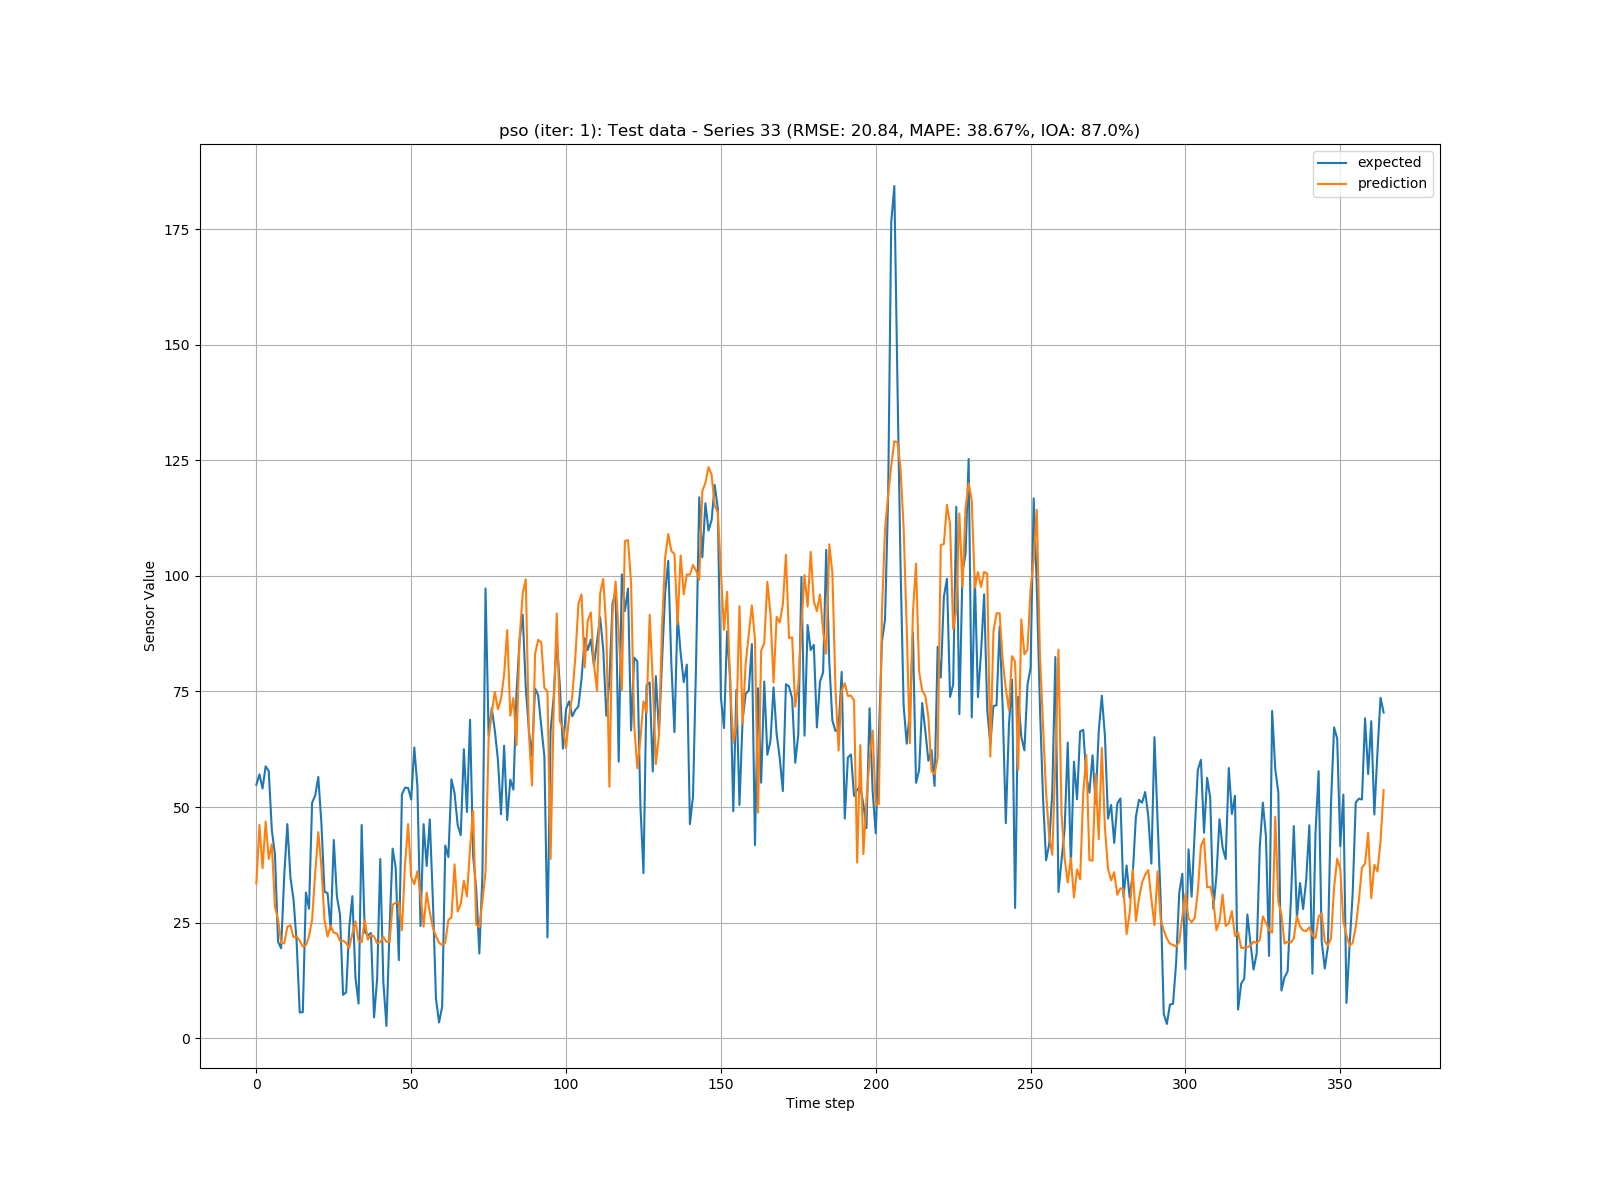 pso (iter: 1): Test data - Series 33 (RMSE: 20.84, MAPE: 38.67%, IOA: 87.0%)
expected
prediction
175
150
125
100
75
50
25
0
Sensor Value
0 50 100 150 200 250 300 350
Time step